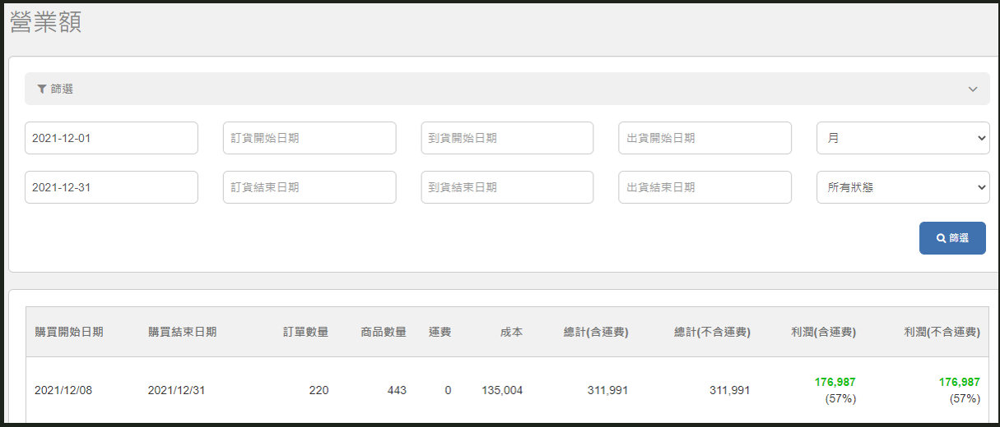 營業額
篩選
2021-12-01 訂貨開始日期 到貨開始日期 出貨開始日期 月
2021-12-31 訂貨結束日期 到貨結束日期 出貨結束日期 所有狀態
篩選
購買開始日期 購買結束日期 訂單數量 商品數量 運費 成本 總計(含運費) 總計(不含運費) 利潤(含運費) 利潤(不含運費)
2021/12/08 2021/12/31 220 443 0 135,004 311,991 311,991 176,987 176,987
(57%) (57%)